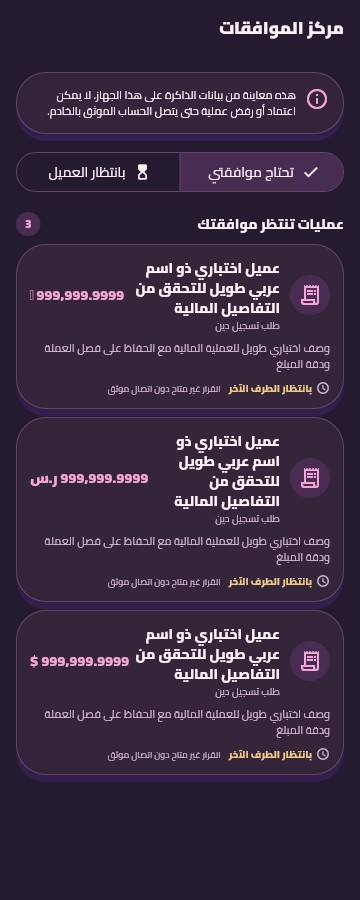 مركز الموافقات
هذه معاينة من بيانات الذاكرة على هذا الجهاز. لا يمكن
اعتماد أو رفض عملية حتى يتصل الحساب الموثق بالخادم.
تحتاج موافقتي
بانتظار العميل
عمليات تنتظر موافقتك
3
عميل اختباري ذو اسم
عربي طويل للتحقق من
التفاصيل المالية
999,999.9999
طلب تسجيل دين
وصف اختباري طويل للعملية المالية مع الحفاظ على فصل العملة
ودقة المبلغ
بانتظار الطرف الآخر
القرار غير متاح دون اتصال موثق
عميل اختباري ذو
اسم عربي طويل
للتحقق من
التفاصيل المالية
999,999.9999 ر.س
طلب تسجيل دين
وصف اختباري طويل للعملية المالية مع الحفاظ على فصل العملة
ودقة المبلغ
بانتظار الطرف الآخر
القرار غير متاح دون اتصال موثق
عميل اختباري ذو اسم
عربي طويل للتحقق من
التفاصيل المالية
999,999.9999 $
طلب تسجيل دين
وصف اختباري طويل للعملية المالية مع الحفاظ على فصل العملة
ودقة المبلغ
بانتظار الطرف الآخر
القرار غير متاح دون اتصال موثق